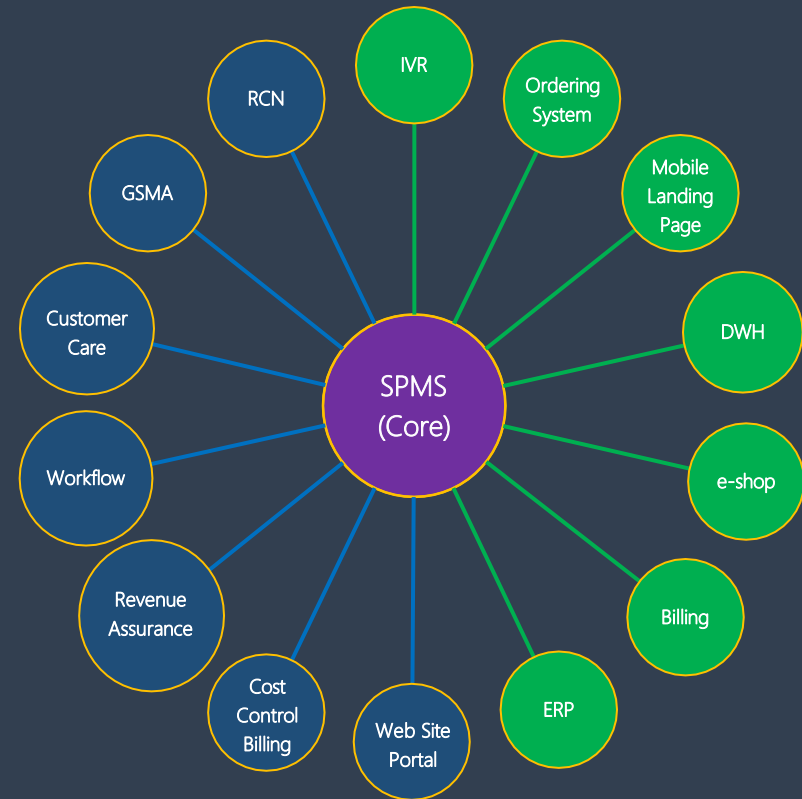 IVR
Ordering
System
Mobile
Landing
Page
DWH
e-shop
Billing
ERP
Web Site
Portal
Cost
Control
Billing
Revenue
Assurance
Workflow
Customer
Care
GSMA
RCN
SPMS
(Core)